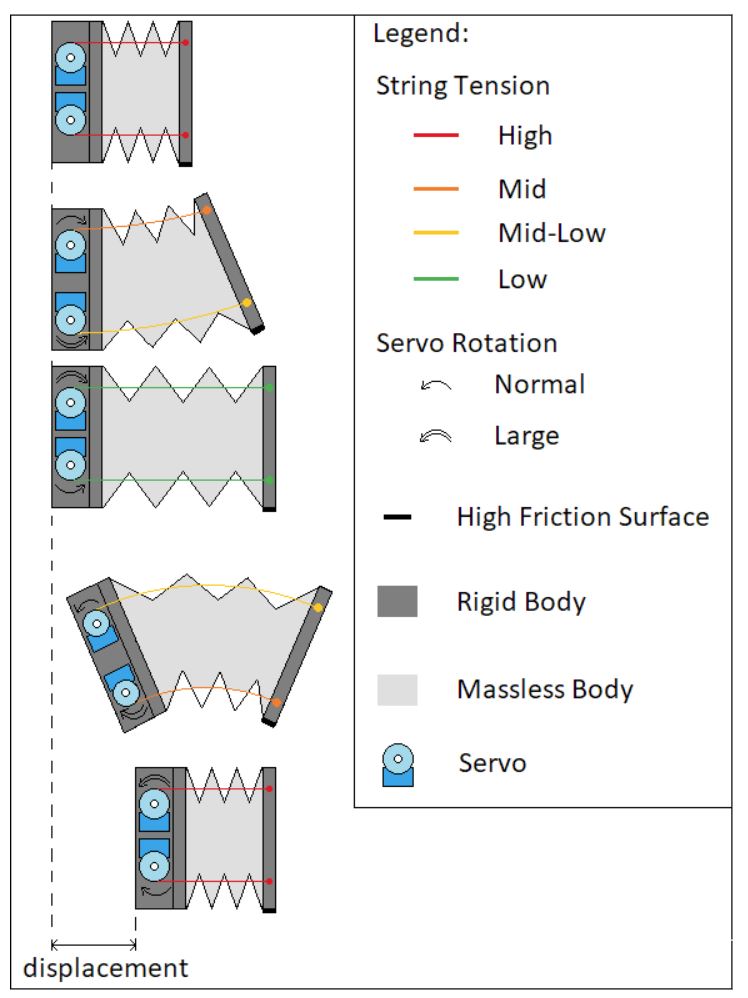 Legend:
String Tension
High
Mid
Mid-Low
Low
Servo Rotation
Normal
Large
High Friction Surface
Rigid Body
Massless Body
Servo
displacement